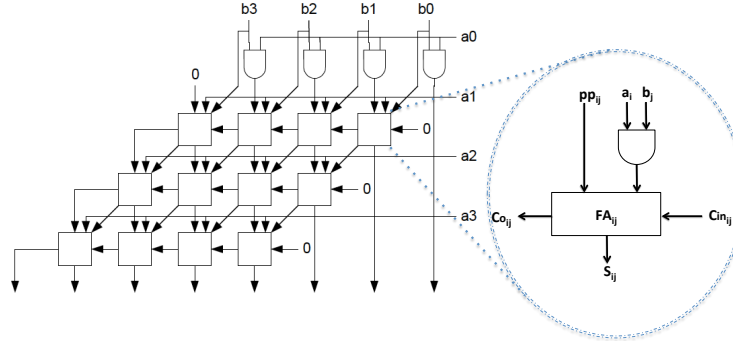 b3 b2 b1 b0
a0
0
a1
pp_ij a_i b_j
0
a2
0
Co_ij FA_ij Cin_ij
a3
0
S_ij